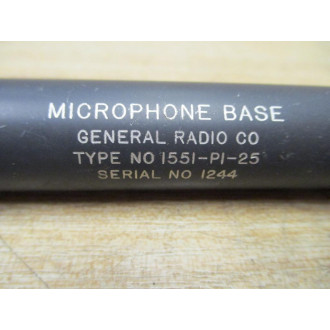 MICROPHONE BASE
GENERAL RADIO CO
TYPE NO 1551-P1-25
SERIAL NO 1244